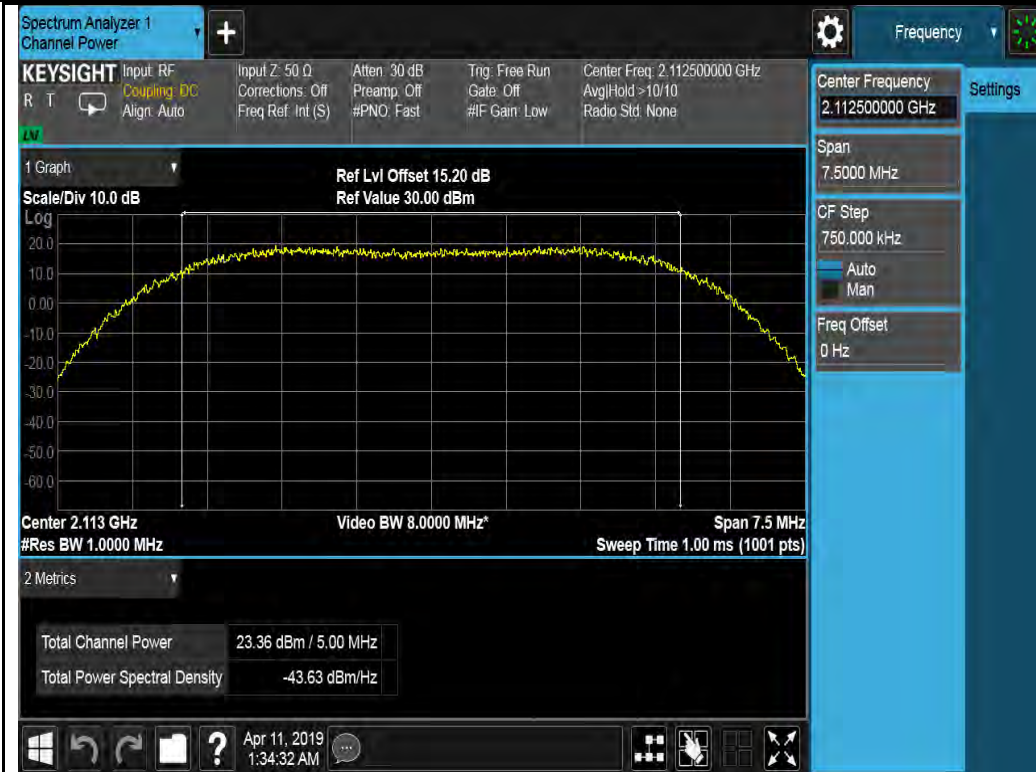 Spectrum Analyzer 1
Channel Power
+
Frequency
KEYSIGHT
R T
LNI
Input: RF
Coupling: DC
Align: Auto
Input Z: 50 Ω
Corrections: Off
Freq Ref: Int (S)
Atten: 30 dB
Preamp: Off
#PNO: Fast
Trig: Free Run
Gate: Off
#IF Gain: Low
Center Freq: 2.112500000 GHz
Avg|Hold >10/10
Radio Std: None
Center Frequency
2.112500000 GHz
Settings
Span
7.5000 MHz
CF Step
750.000 kHz
Auto
Man
Freq Offset
0 Hz
1 Graph
Scale/Div 10.0 dB
Ref Lvl Offset 15.20 dB
Ref Value 30.00 dBm
Log
20.0
10.0
0.00
-10.0
-20.0
-30.0
-40.0
-50.0
-60.0
Center 2.113 GHz
#Res BW 1.0000 MHz
Video BW 8.0000 MHz*
Span 7.5 MHz
Sweep Time 1.00 ms (1001 pts)
2 Metrics
Total Channel Power 23.36 dBm / 5.00 MHz
Total Power Spectral Density -43.63 dBm/Hz
?
Apr 11, 2019
1:34:32 AM